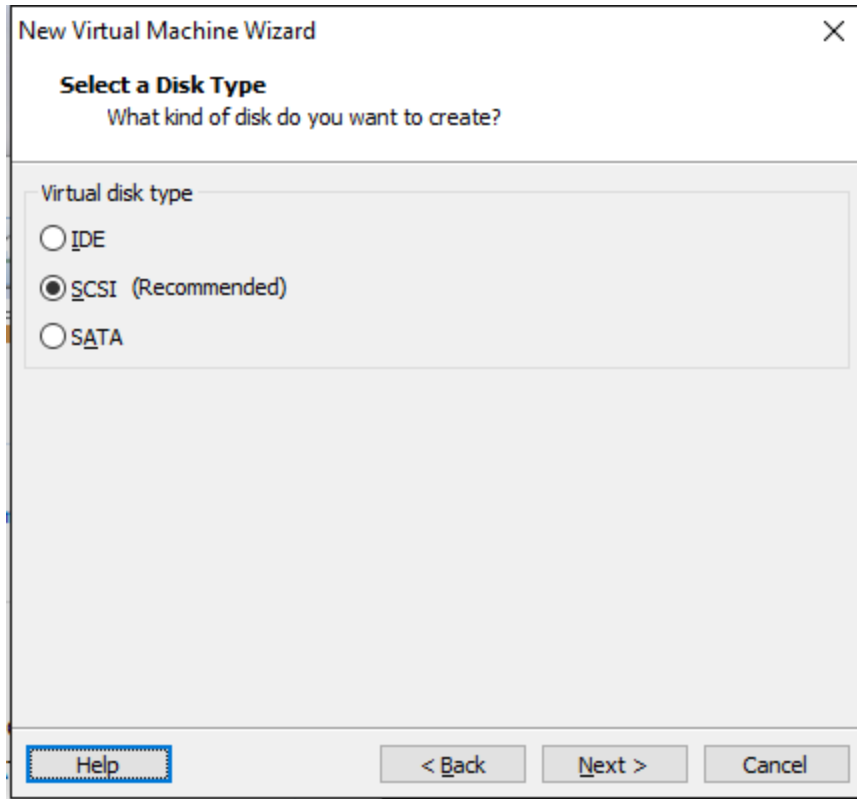 New Virtual Machine Wizard
Select a Disk Type
What kind of disk do you want to create?
Virtual disk type
IDE
SCSI (Recommended)
SATA
Help
< Back
Next >
Cancel